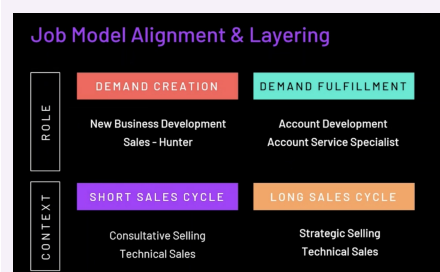 Job Model Alignment & Layering
ROLE
DEMAND CREATION
New Business Development
Sales - Hunter
DEMAND FULFILLMENT
Account Development
Account Service Specialist
CONTEXT
SHORT SALES CYCLE
Consultative Selling
Technical Sales
LONG SALES CYCLE
Strategic Selling
Technical Sales